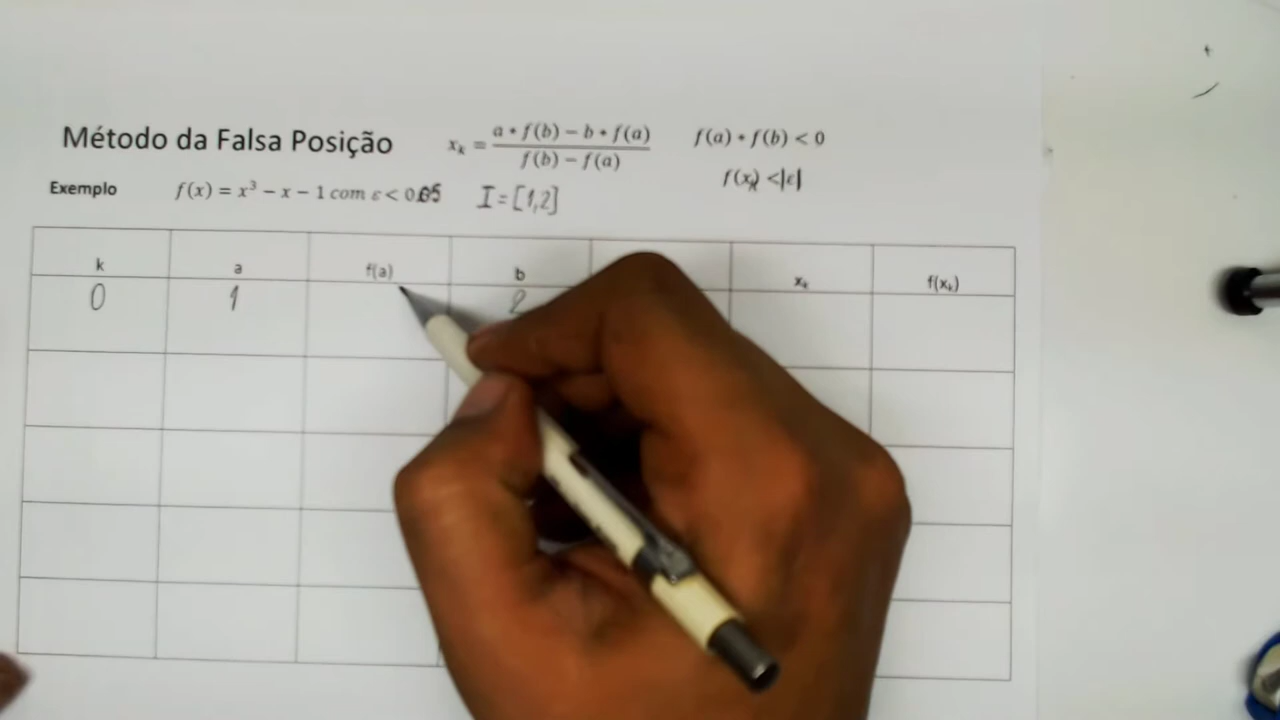 Método da Falsa Posição x_k = (a * f(b) − b * f(a)) / (f(b) − f(a)) f(a) * f(b) < 0
Exemplo f(x) = x³ − x − 1 com ε < 0.05 I = [1,2] f(x_k) < |ε|
k a f(a) b x_k f(x_k)
0 1 2